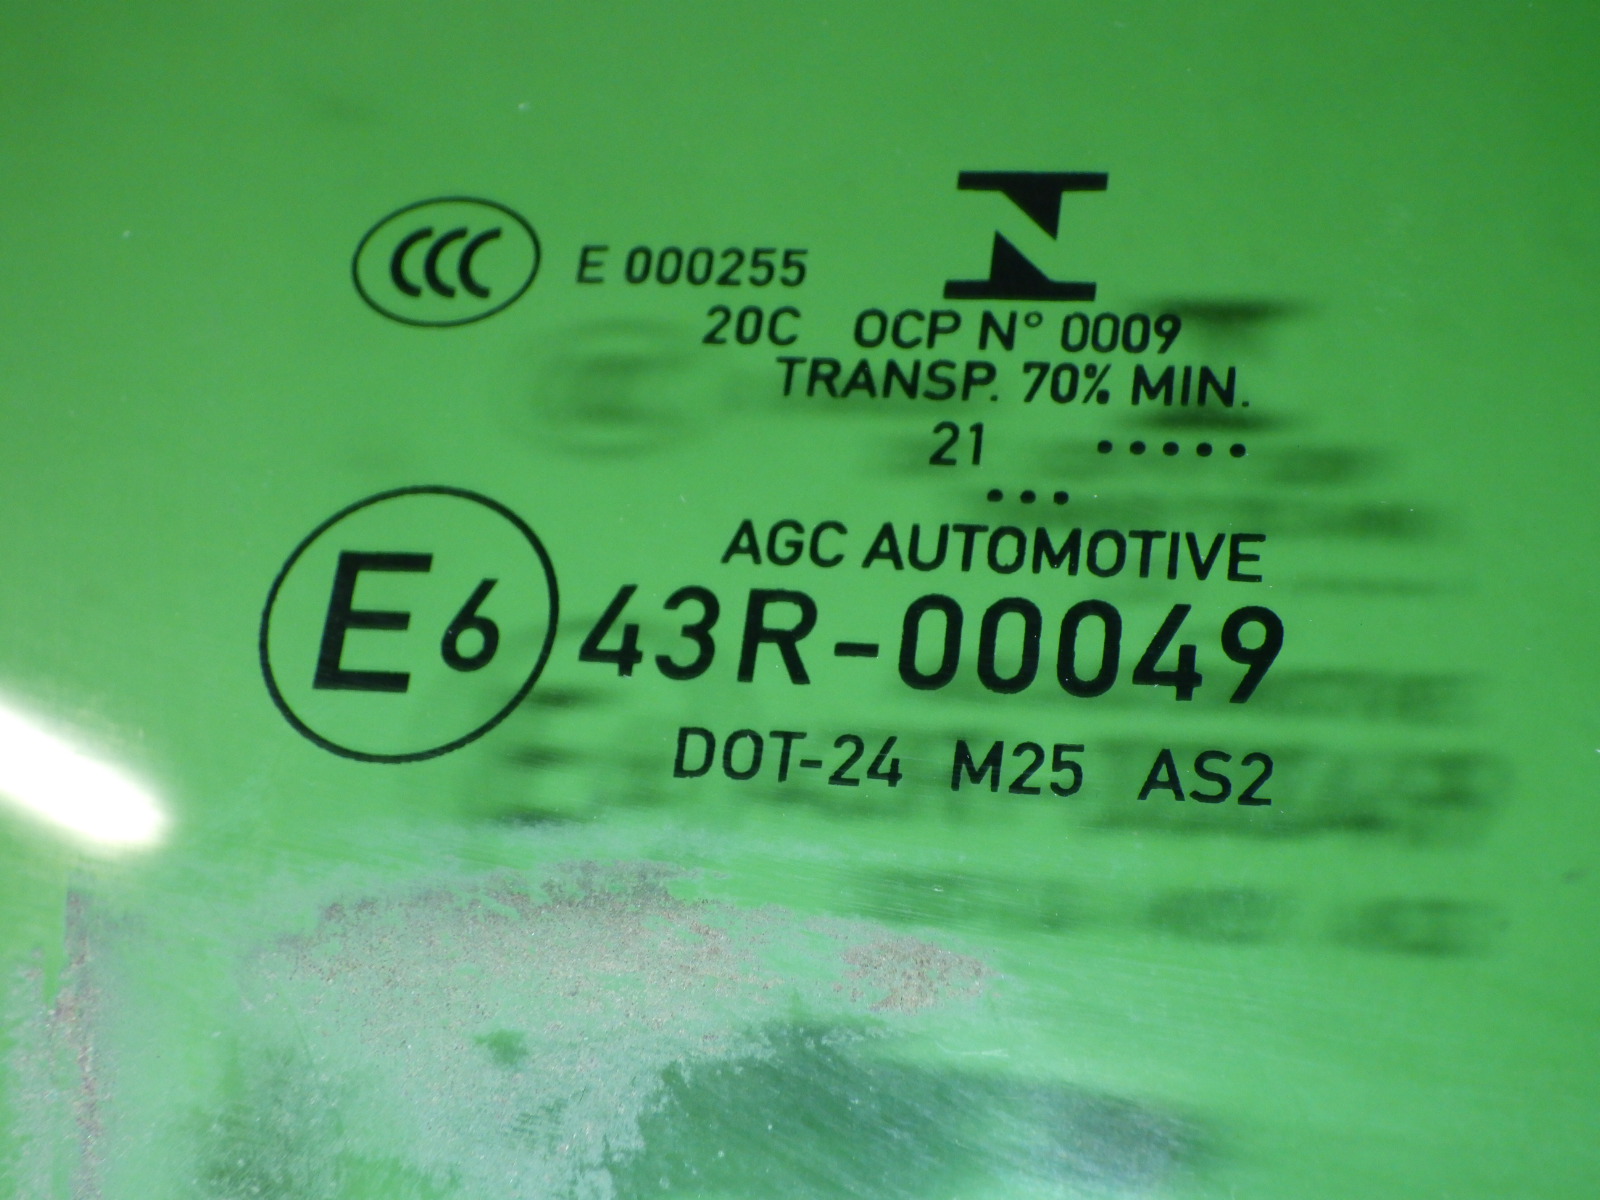 CCC E 000255
20C OCP N° 0009
TRANSP. 70% MIN.
21 .....
...
AGC AUTOMOTIVE
E6 43R-00049
DOT-24 M25 AS2